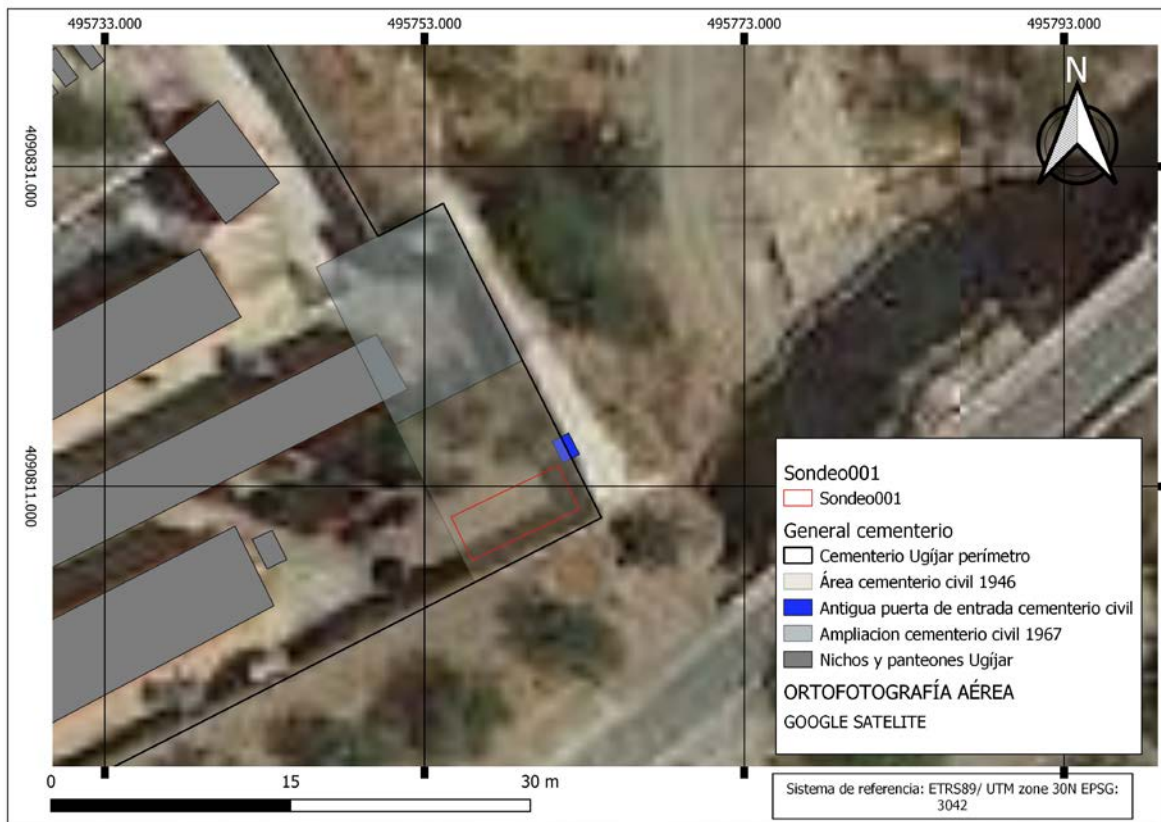 495733.000 495753.000 495773.000 495793.000
N
4090831.000
4090811.000
Sondeo001
Sondeo001
General cementerio
Cementerio Ugíjar perímetro
Área cementerio civil 1946
Antigua puerta de entrada cementerio civil
Ampliacion cementerio civil 1967
Nichos y panteones Ugíjar
ORTOFOTOGRAFÍA AÉREA
GOOGLE SATELITE
0 15 30 m
Sistema de referencia: ETRS89/ UTM zone 30N EPSG:
3042